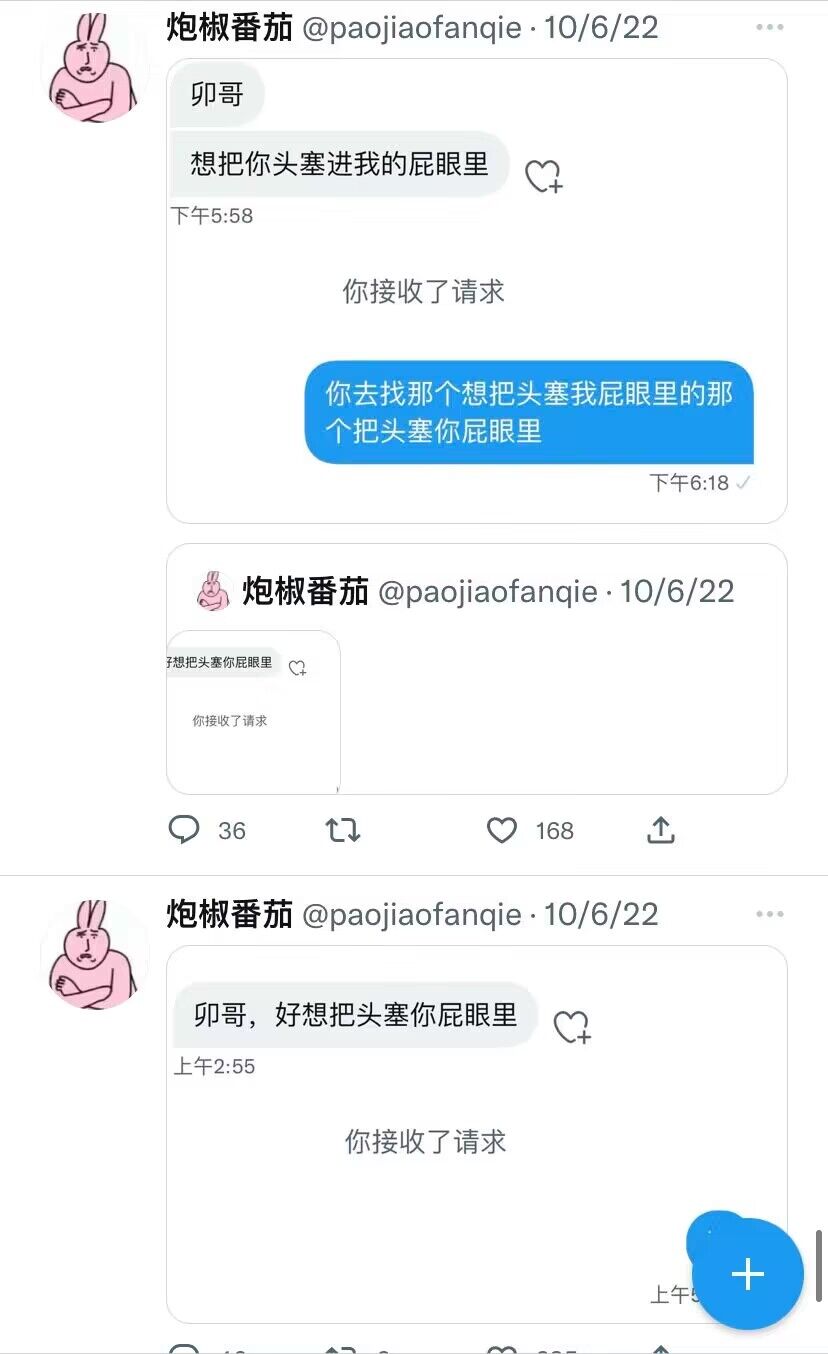 炮椒番茄 @paojiaofanqie · 10/6/22
卯哥
想把你头塞进我的屁眼里
下午5:58
你接收了请求
你去找那个想把头塞我屁眼里的那
个把头塞你屁眼里
下午6:18
炮椒番茄 @paojiaofanqie · 10/6/22
好想把头塞你屁眼里
你接收了请求
36
168
炮椒番茄 @paojiaofanqie · 10/6/22
卯哥，好想把头塞你屁眼里
上午2:55
你接收了请求
上午